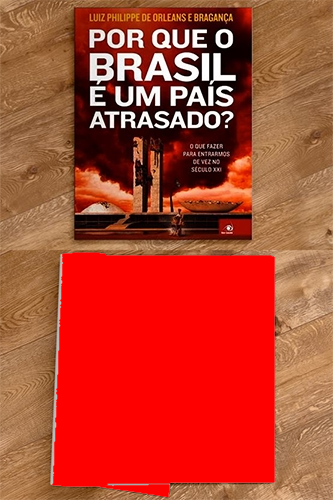 LUIZ PHILIPPE DE ORLEANS E BRAGANÇA
POR QUE O
BRASIL
É UM PAÍS
ATRASADO?
O QUE FAZER
PARA ENTRARMOS
DE VEZ NO
SÉCULO XXI